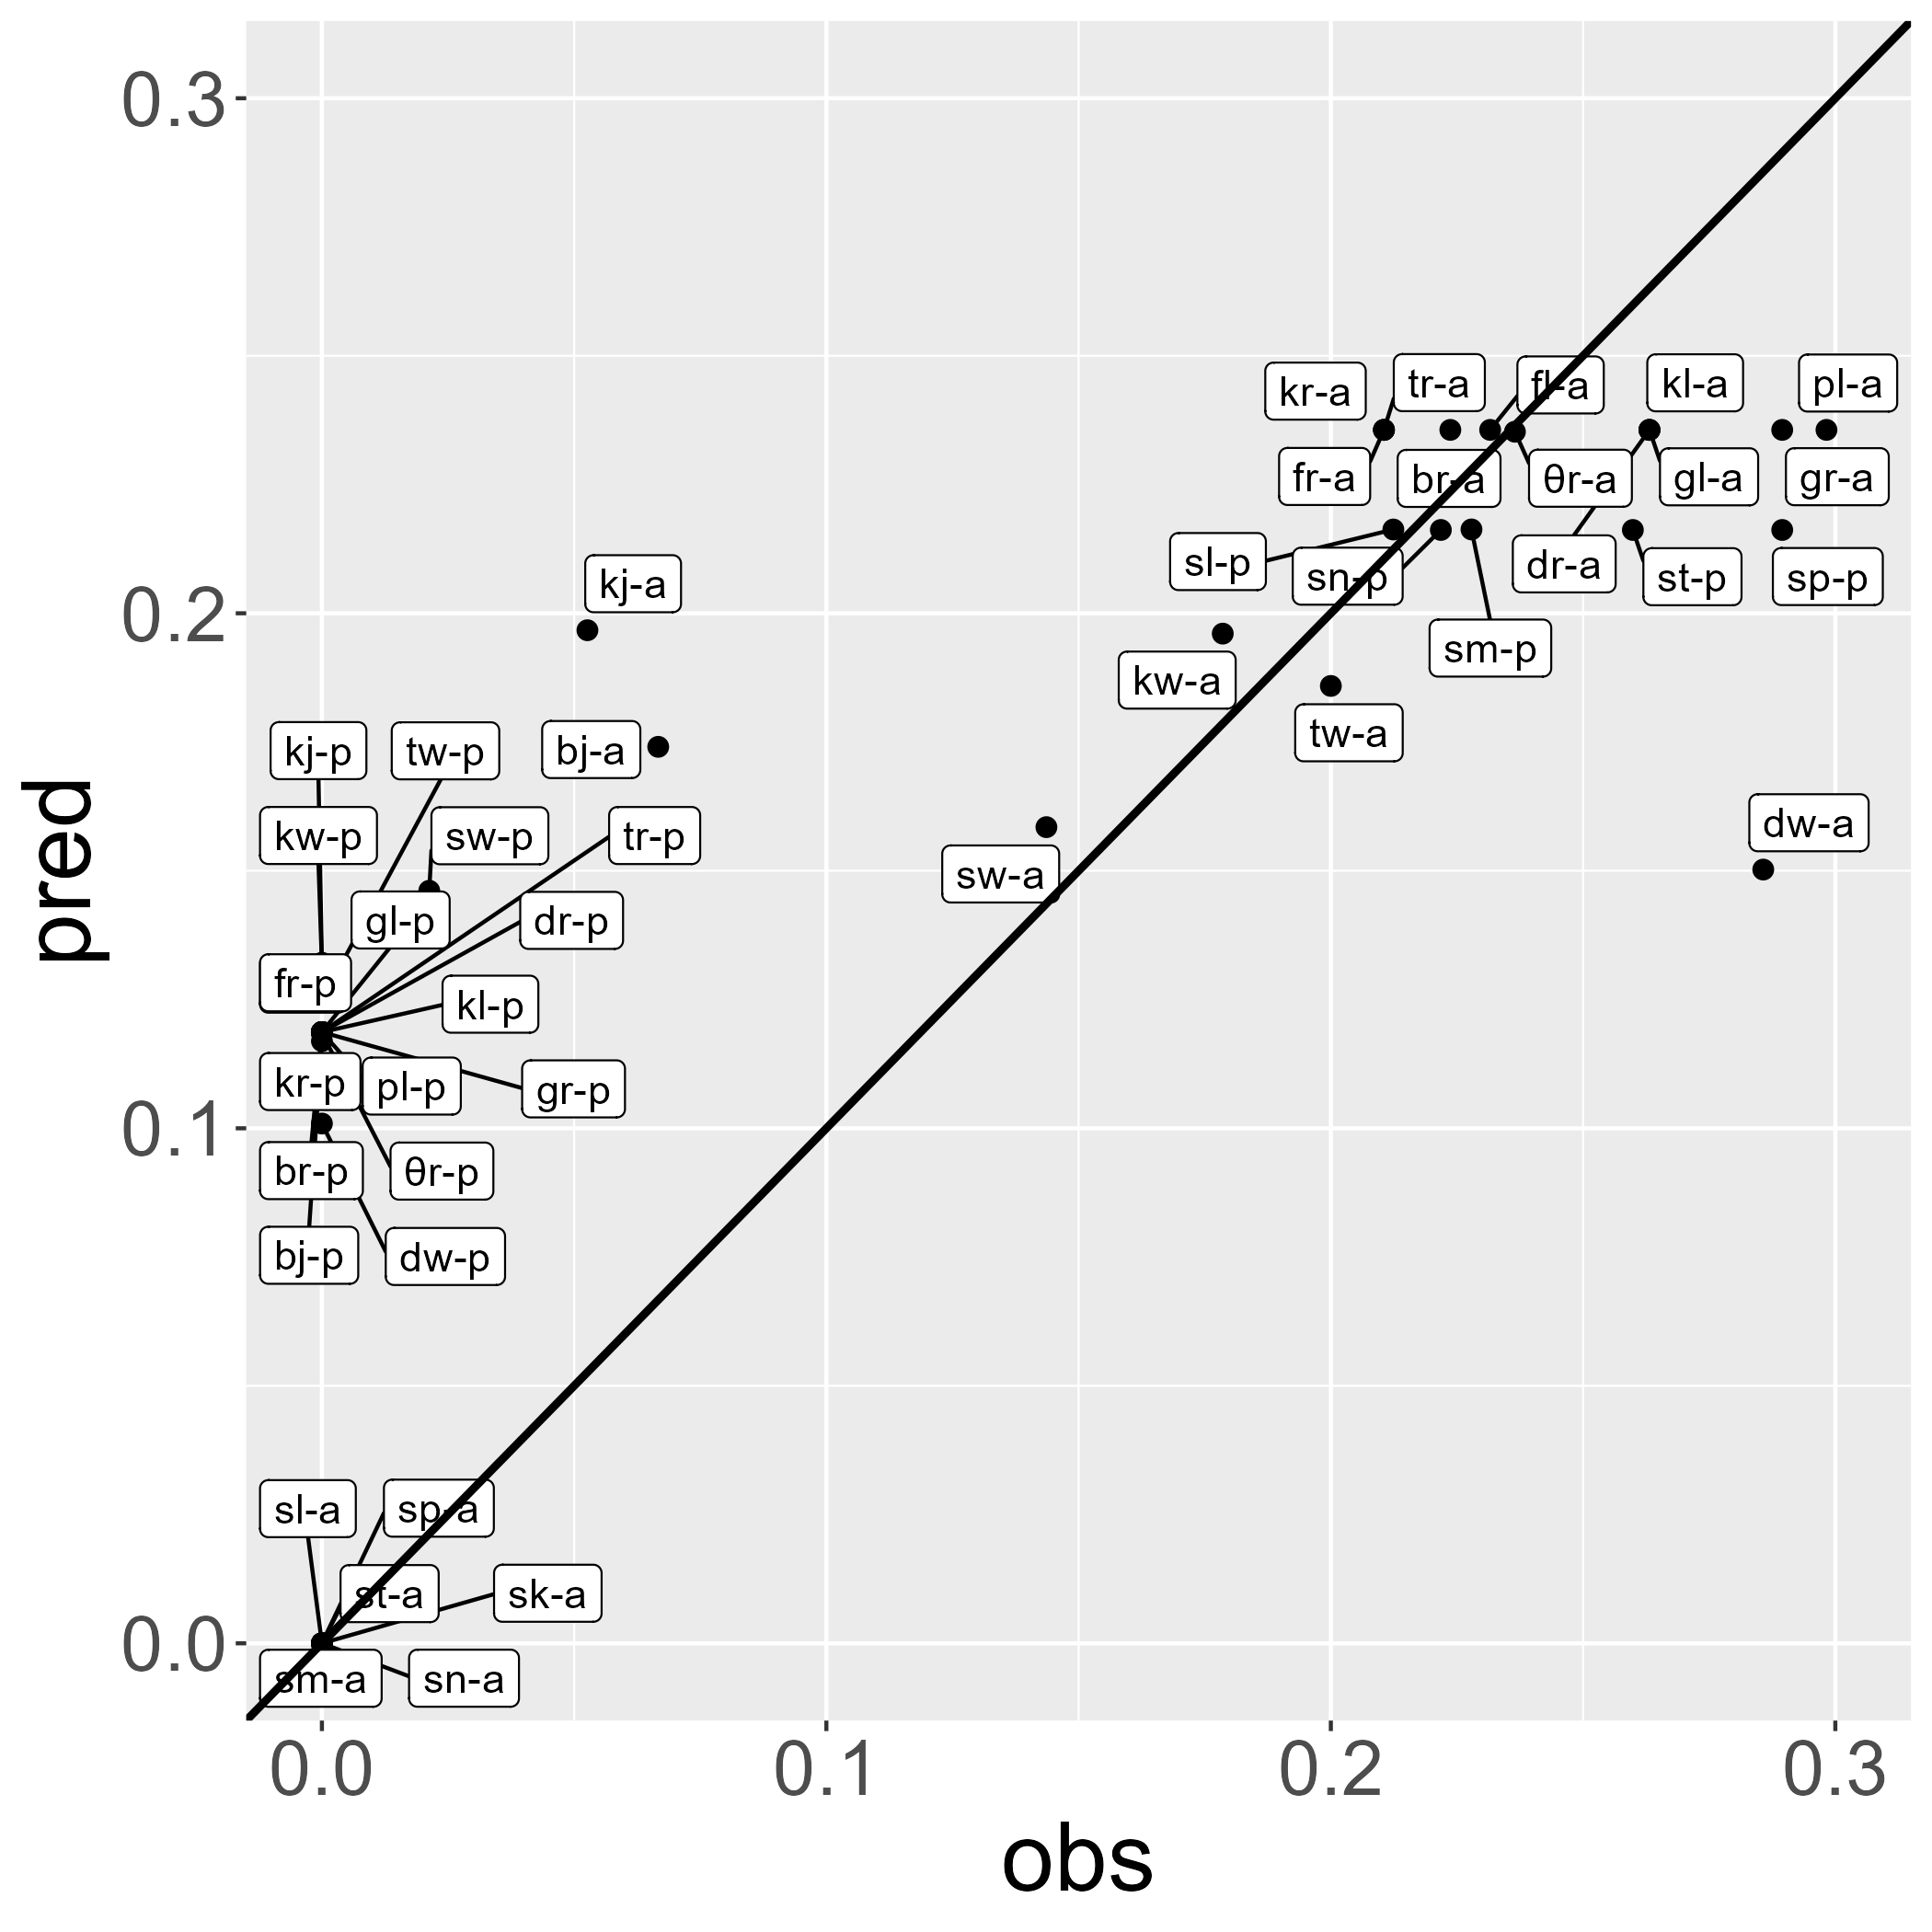 0.3
kr-a
tr-a
fl-a
kl-a
pl-a
fr-a
br-a
θr-a
gl-a
gr-a
sl-p
sn-p
dr-a
st-p
sp-p
kj-a
0.2
sm-p
kw-a
tw-a
kj-p
tw-p
bj-a
kw-p
sw-p
tr-p
dw-a
pred
sw-a
gl-p
dr-p
fr-p
kl-p
kr-p
pl-p
gr-p
0.1
br-p
θr-p
bj-p
dw-p
sl-a
sp-a
st-a
sk-a
0.0
sm-a
sn-a
0.0
0.1
0.2
0.3
obs